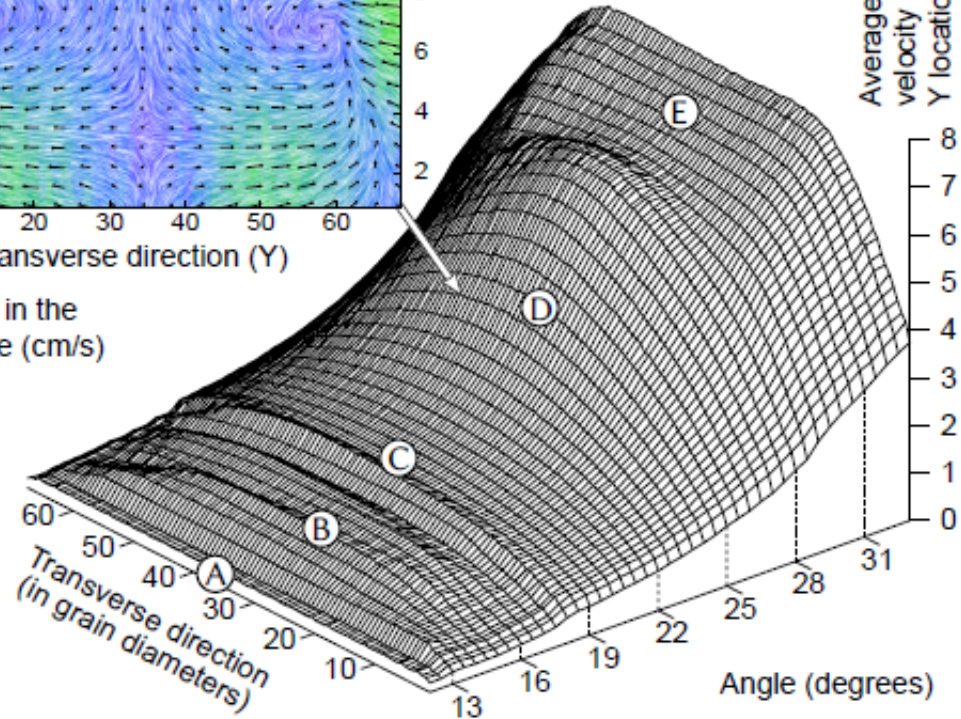 6
4
2
20 30 40 50 60
ansverse direction (Y)
in the
e (cm/s)
Average
velocity
Y locatio
8
7
6
5
4
3
2
1
0
E
D
C
B
A
60
50
40
30
20
10
Transverse direction
(in grain diameters)
13
16
19
22
25
28
31
Angle (degrees)